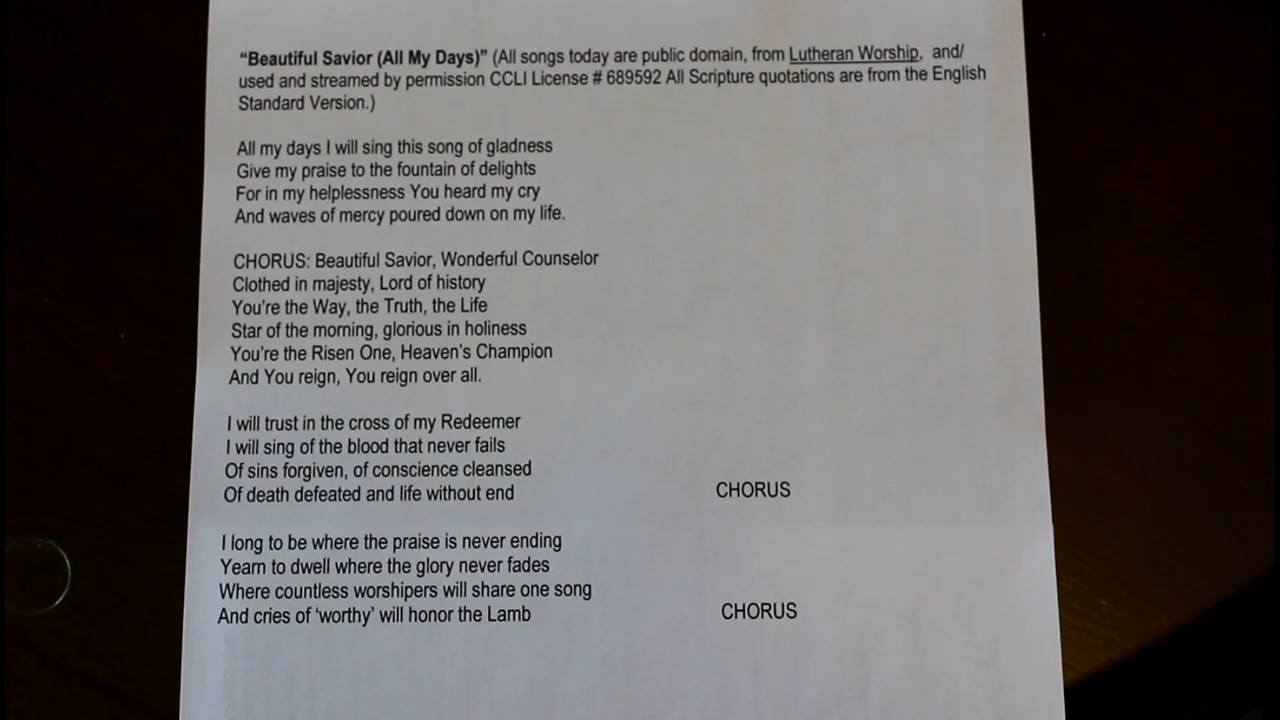 “Beautiful Savior (All My Days)” (All songs today are public domain, from Lutheran Worship, and/
used and streamed by permission CCLI License # 689592 All Scripture quotations are from the English
Standard Version.)
All my days I will sing this song of gladness
Give my praise to the fountain of delights
For in my helplessness You heard my cry
And waves of mercy poured down on my life.
CHORUS: Beautiful Savior, Wonderful Counselor
Clothed in majesty, Lord of history
You’re the Way, the Truth, the Life
Star of the morning, glorious in holiness
You’re the Risen One, Heaven’s Champion
And You reign, You reign over all.
I will trust in the cross of my Redeemer
I will sing of the blood that never fails
Of sins forgiven, of conscience cleansed
Of death defeated and life without end CHORUS
I long to be where the praise is never ending
Yearn to dwell where the glory never fades
Where countless worshipers will share one song
And cries of ‘worthy’ will honor the Lamb CHORUS